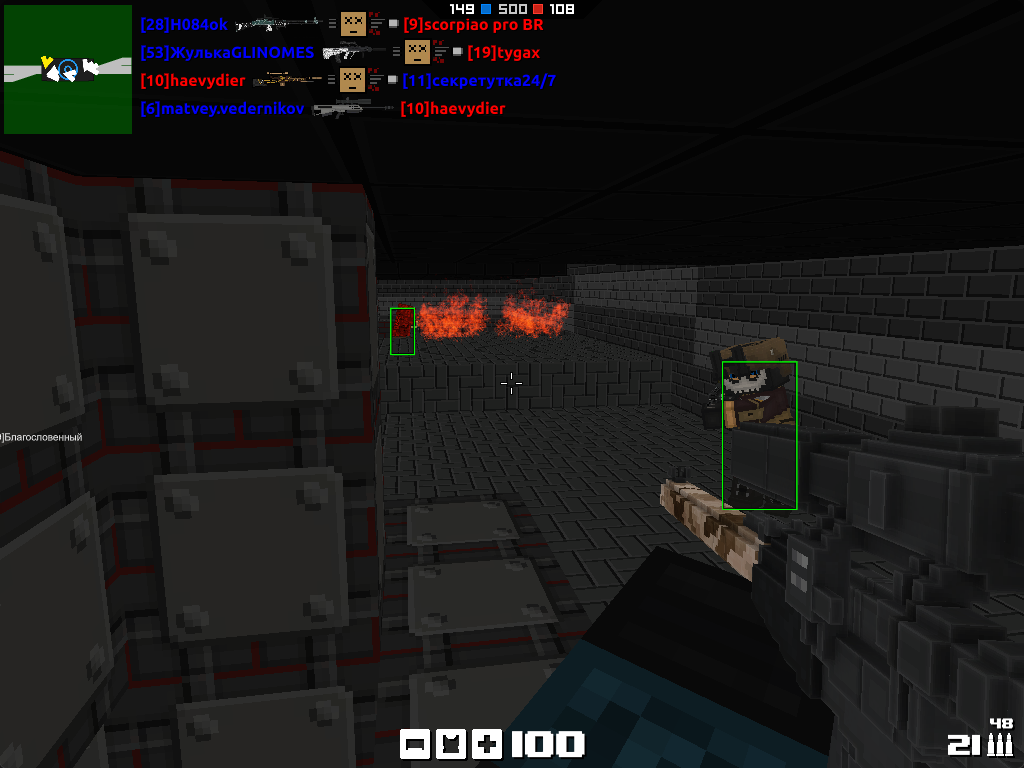 149 500 108
[28]H084ok [9]scorpiao pro BR
[53]ЖулькаGLINOMES [19]tygax
[10]haevydier [11]секретутка24/7
[6]matvey.vedernikov [10]haevydier
]Благословенный
100
48
21